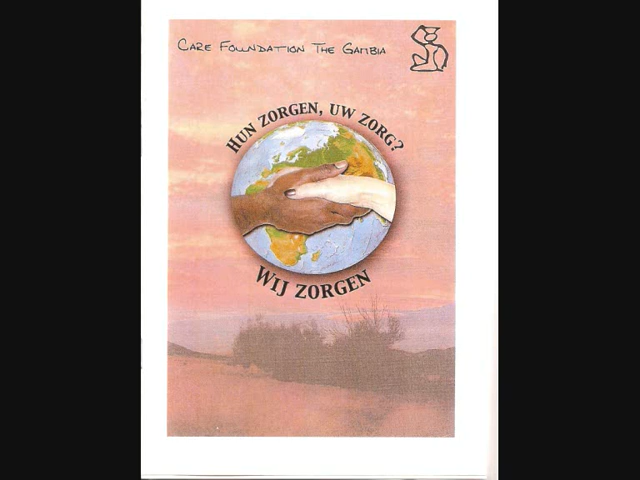 CARE FOUNDATION THE GAMBIA
HUN ZORGEN, UW ZORG?
WIJ ZORGEN